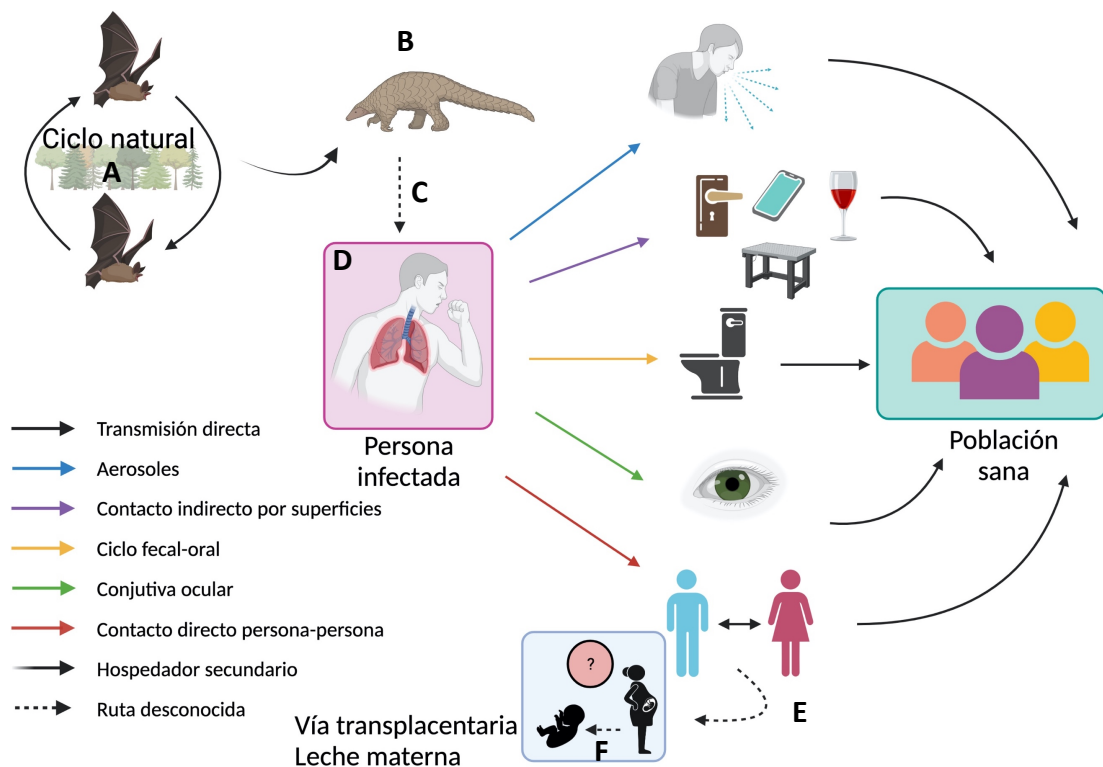 B
Ciclo natural
A
C
D
Persona
infectada
Población
sana
Transmisión directa
Aerosoles
Contacto indirecto por superficies
Ciclo fecal-oral
Conjutiva ocular
Contacto directo persona-persona
Hospedador secundario
Ruta desconocida
?
E
F
Vía transplacentaria
Leche materna